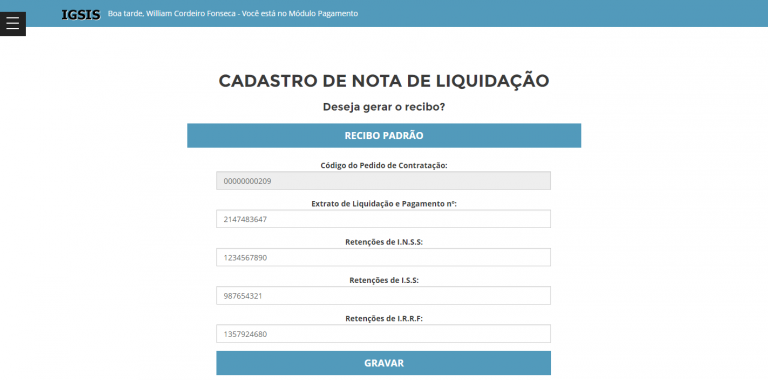 IGSIS Boa tarde, William Cordeiro Fonseca - Você está no Módulo Pagamento
CADASTRO DE NOTA DE LIQUIDAÇÃO
Deseja gerar o recibo?
RECIBO PADRÃO
Código do Pedido de Contratação:
00000000209
Extrato de Liquidação e Pagamento nº:
2147483647
Retenções de I.N.S.S:
1234567890
Retenções de I.S.S:
987654321
Retenções de I.R.R.F:
1357924680
GRAVAR